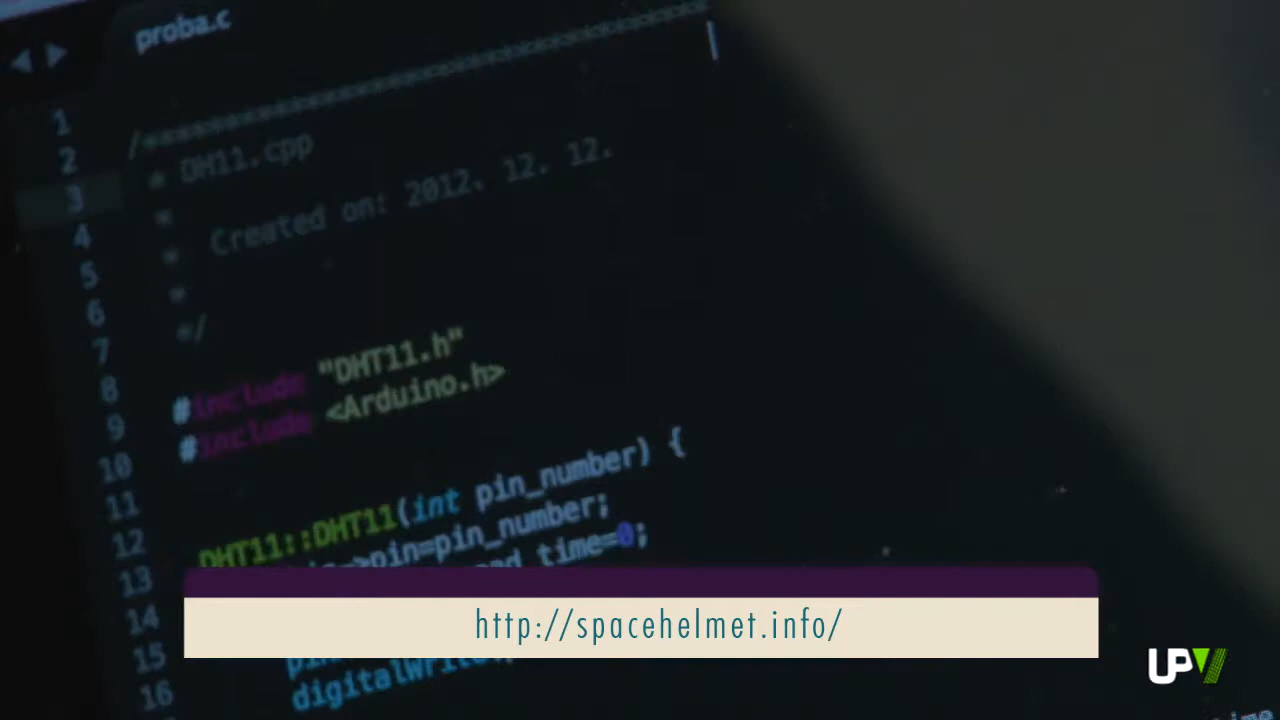 proba.c
1
2
3
4
5
6
7
8
9
10
11
12
13
14
15
16
/**************************************
* DH11.cpp
*
* Created on: 2012. 12. 12.
*
*/
#include "DHT11.h"
#include <Arduino.h>
DHT11::DHT11(int pin_number) {
pin=pin_number;
time=0;
http://spacehelmet.info/
digitalWrite
UPV